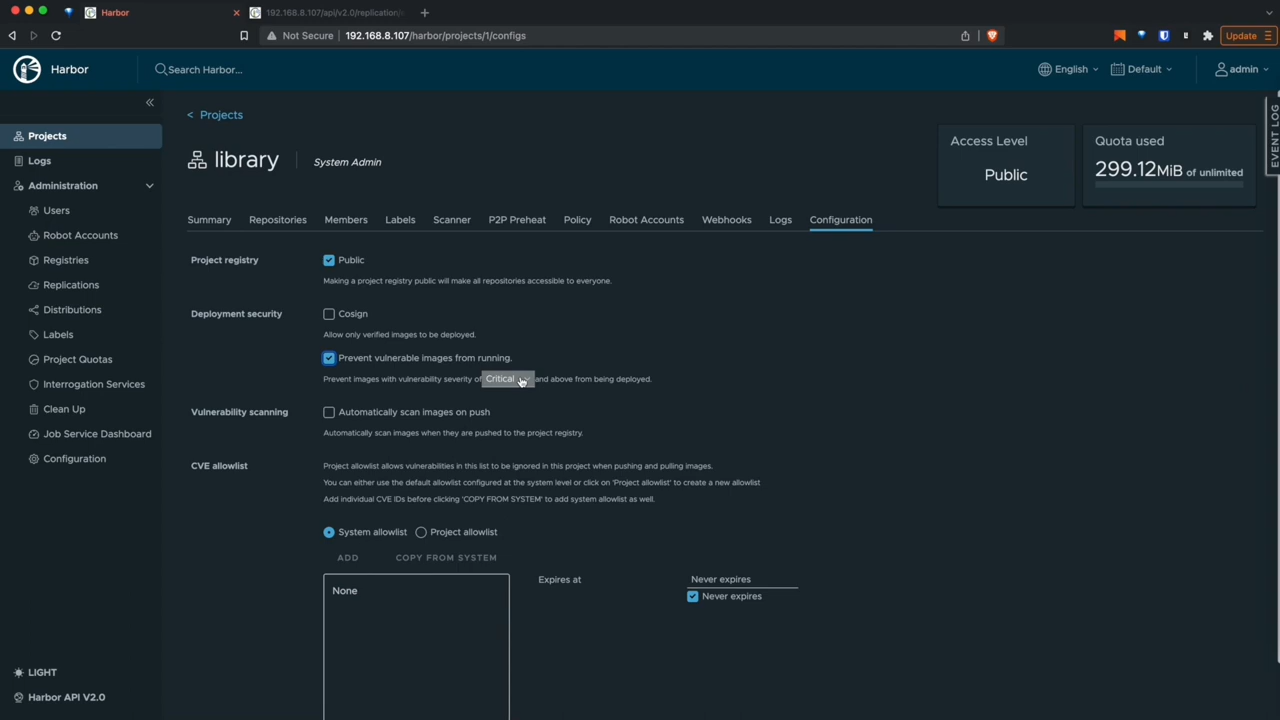 Harbor
192.168.8.107/api/v2.0/replication/
Not Secure
192.168.8.107/harbor/projects/1/configs
Update
Harbor
Search Harbor...
English
Default
admin
EVENT LOG
Projects
Logs
Administration
Users
Robot Accounts
Registries
Replications
Distributions
Labels
Project Quotas
Interrogation Services
Clean Up
Job Service Dashboard
Configuration
LIGHT
Harbor API V2.0
< Projects
library
System Admin
Access Level
Public
Quota used
299.12MiB of unlimited
Summary Repositories Members Labels Scanner P2P Preheat Policy Robot Accounts Webhooks Logs Configuration
Project registry
Public
Making a project registry public will make all repositories accessible to everyone.
Deployment security
Cosign
Allow only verified images to be deployed.
Prevent vulnerable images from running.
Prevent images with vulnerability severity of Critical and above from being deployed.
Vulnerability scanning
Automatically scan images on push
Automatically scan images when they are pushed to the project registry.
CVE allowlist
Project allowlist allows vulnerabilities in this list to be ignored in this project when pushing and pulling images.
You can either use the default allowlist configured at the system level or click on 'Project allowlist' to create a new allowlist
Add individual CVE IDs before clicking 'COPY FROM SYSTEM' to add system allowlist as well.
System allowlist Project allowlist
ADD COPY FROM SYSTEM
None
Expires at
Never expires
Never expires